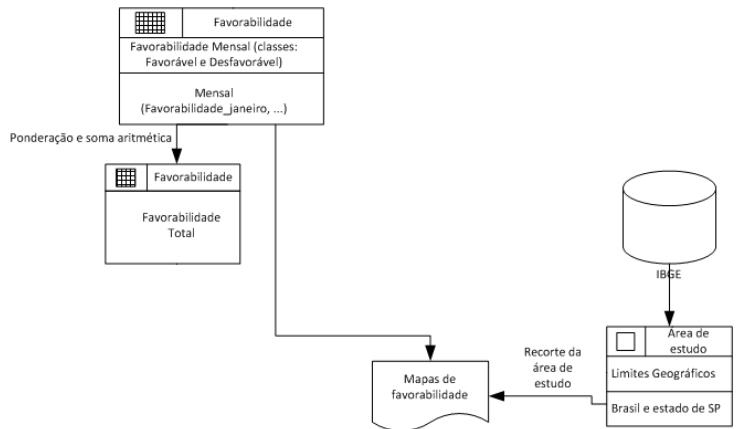 Favorabilidade
Favorabilidade Mensal (classes:
Favorável e Desfavorável)
Mensal
(Favorabilidade_janeiro, ...)
Ponderação e soma aritmética
Favorabilidade
Favorabilidade
Total
IBGE
Area de
estudo
Limites Geográficos
Brasil e estado de SP
Recorte da
área de
estudo
Mapas de
favorabilidade